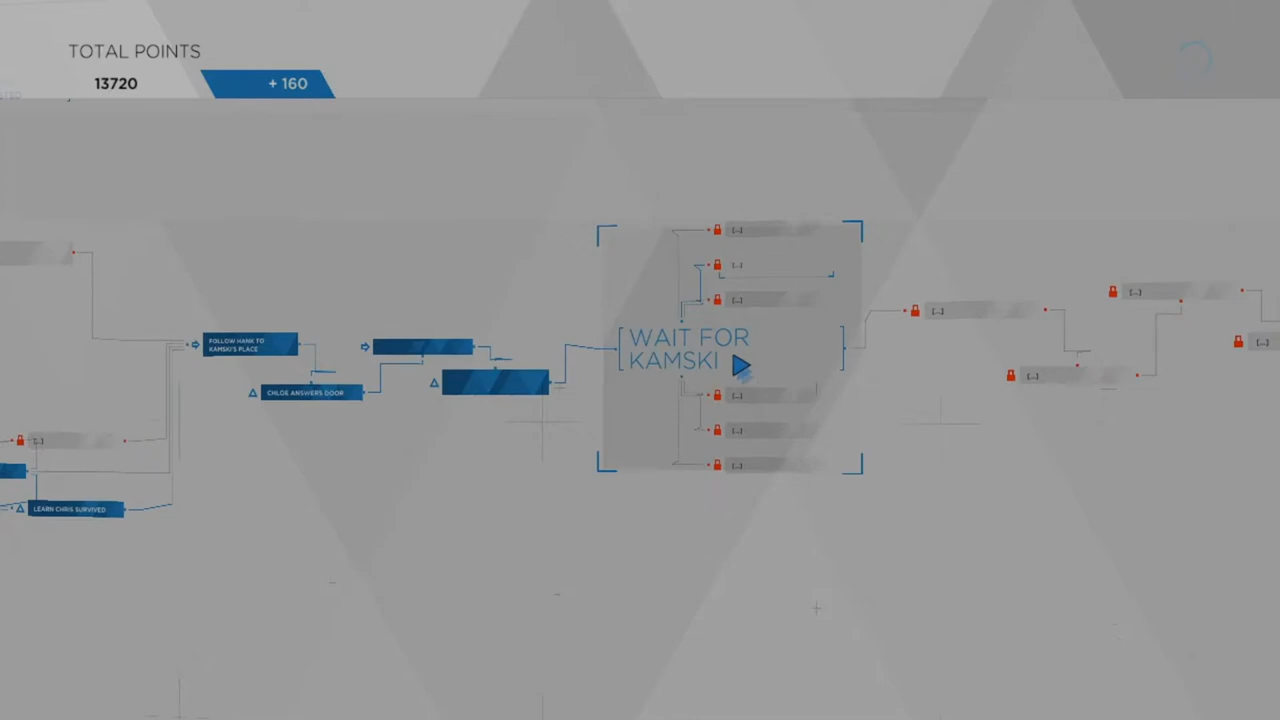 TOTAL POINTS
13720
+ 160
[...]
[...]
[...]
[...]
[...]
[...]
WAIT FOR
KAMSKI
FOLLOW HANK TO
KAMSKI'S PLACE
[...]
[...]
CHLOE ANSWERS DOOR
[...]
[...]
[...]
[...]
LEARN CHRIS SURVIVED